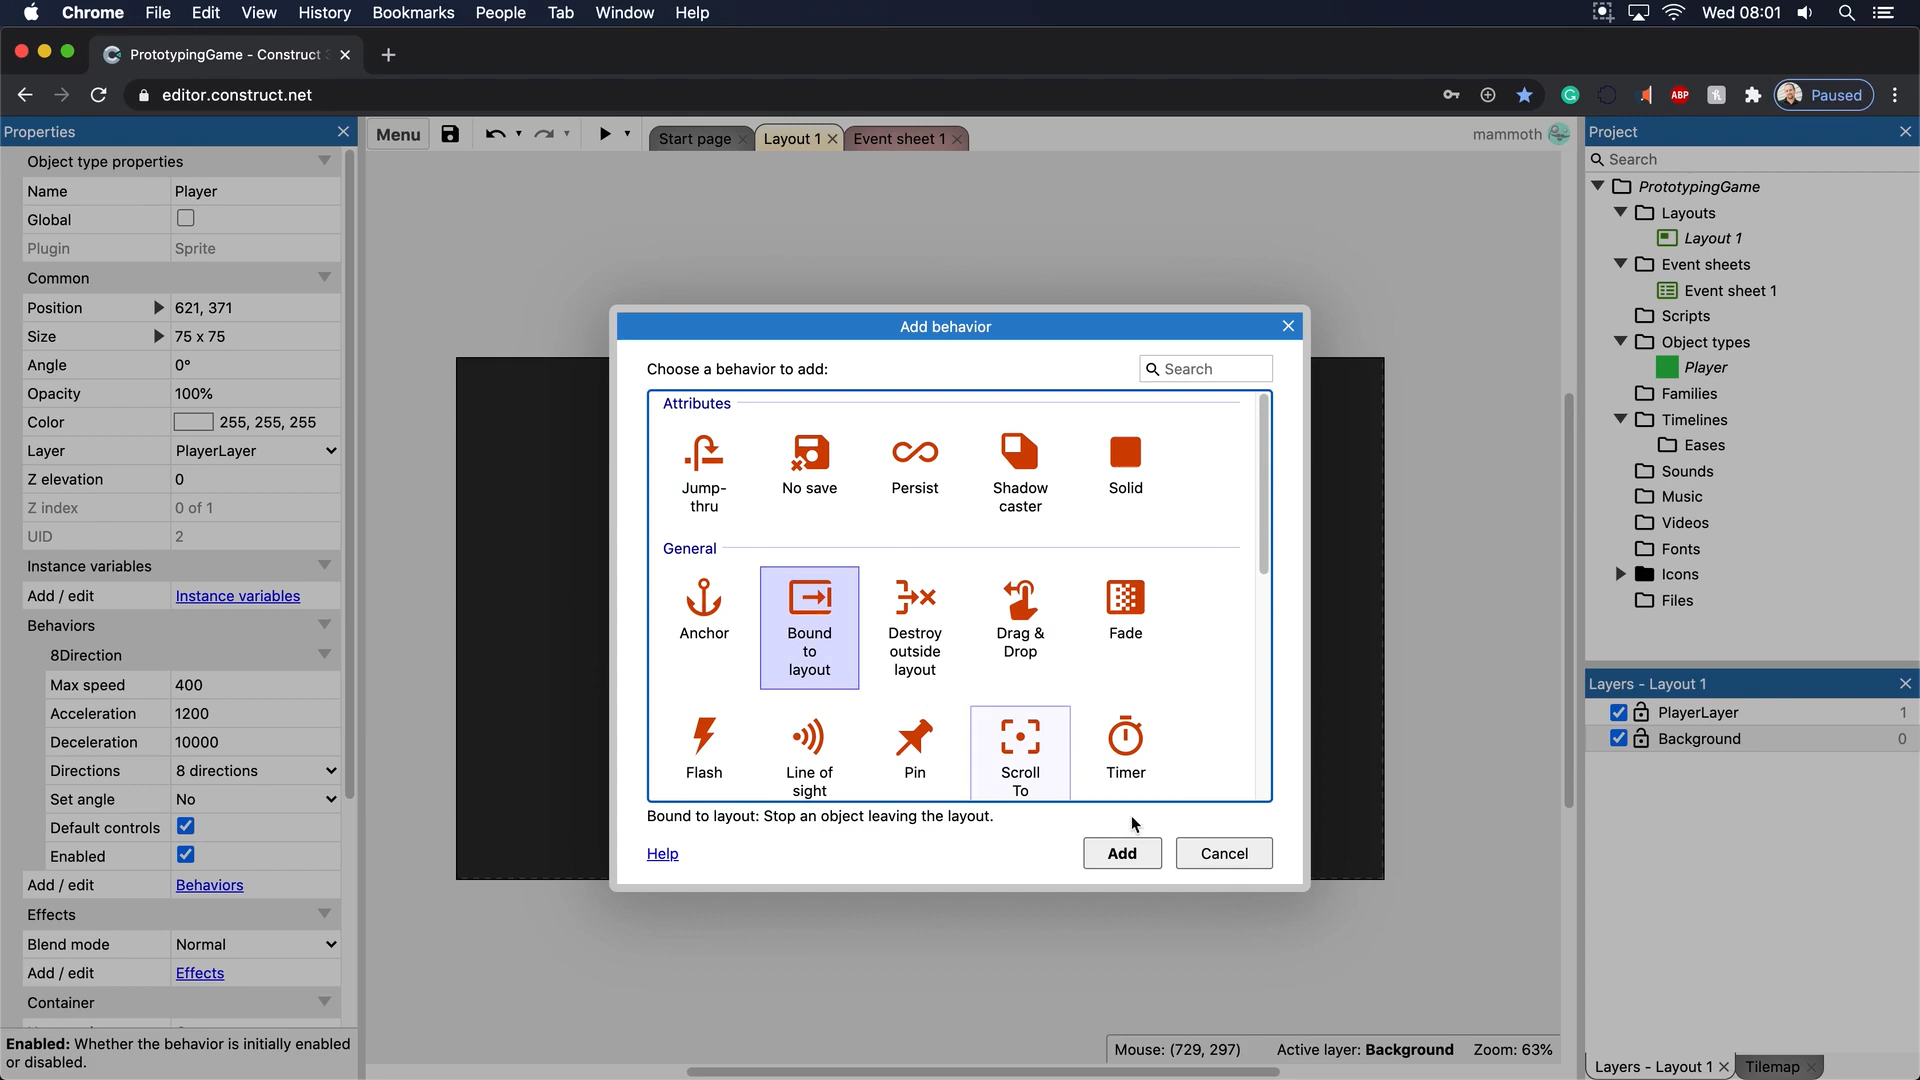 Chrome File Edit View History Bookmarks People Tab Window Help Wed 08:01
PrototypingGame - Construct 3
editor.construct.net
ABP
Paused
Properties
Object type properties
Name Player
Global
Plugin Sprite
Common
Position 621, 371
Size 75 x 75
Angle 0°
Opacity 100%
Color 255, 255, 255
Layer PlayerLayer
Z elevation 0
Z index 0 of 1
UID 2
Instance variables
Add / edit Instance variables
Behaviors
8Direction
Max speed 400
Acceleration 1200
Deceleration 10000
Directions 8 directions
Set angle No
Default controls
Enabled
Add / edit Behaviors
Effects
Blend mode Normal
Add / edit Effects
Container
Enabled: Whether the behavior is initially enabled
or disabled.
Menu
Start page Layout 1 Event sheet 1
mammoth
Add behavior
Choose a behavior to add:
Search
Attributes
Jump-
thru
No save
Persist
Shadow
caster
Solid
General
Anchor
Bound
to
layout
Destroy
outside
layout
Drag &
Drop
Fade
Flash
Line of
sight
Pin
Scroll
To
Timer
Bound to layout: Stop an object leaving the layout.
Help
Add
Cancel
Mouse: (729, 297) Active layer: Background Zoom: 63%
Project
Search
PrototypingGame
Layouts
Layout 1
Event sheets
Event sheet 1
Scripts
Object types
Player
Families
Timelines
Eases
Sounds
Music
Videos
Fonts
Icons
Files
Layers - Layout 1
PlayerLayer 1
Background 0
Layers - Layout 1 Tilemap